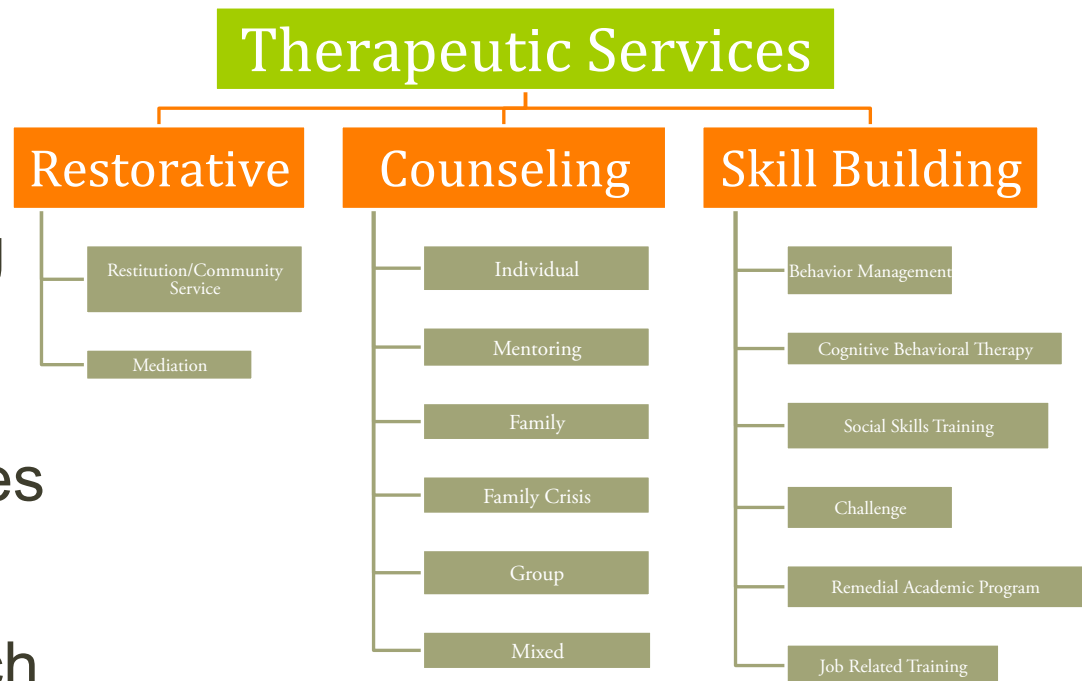 Therapeutic Services
Restorative
Restitution/Community
Service
Mediation
Counseling
Individual
Mentoring
Family
Family Crisis
Group
Mixed
Skill Building
Behavior Management
Cognitive Behavioral Therapy
Social Skills Training
Challenge
Remedial Academic Program
Job Related Training